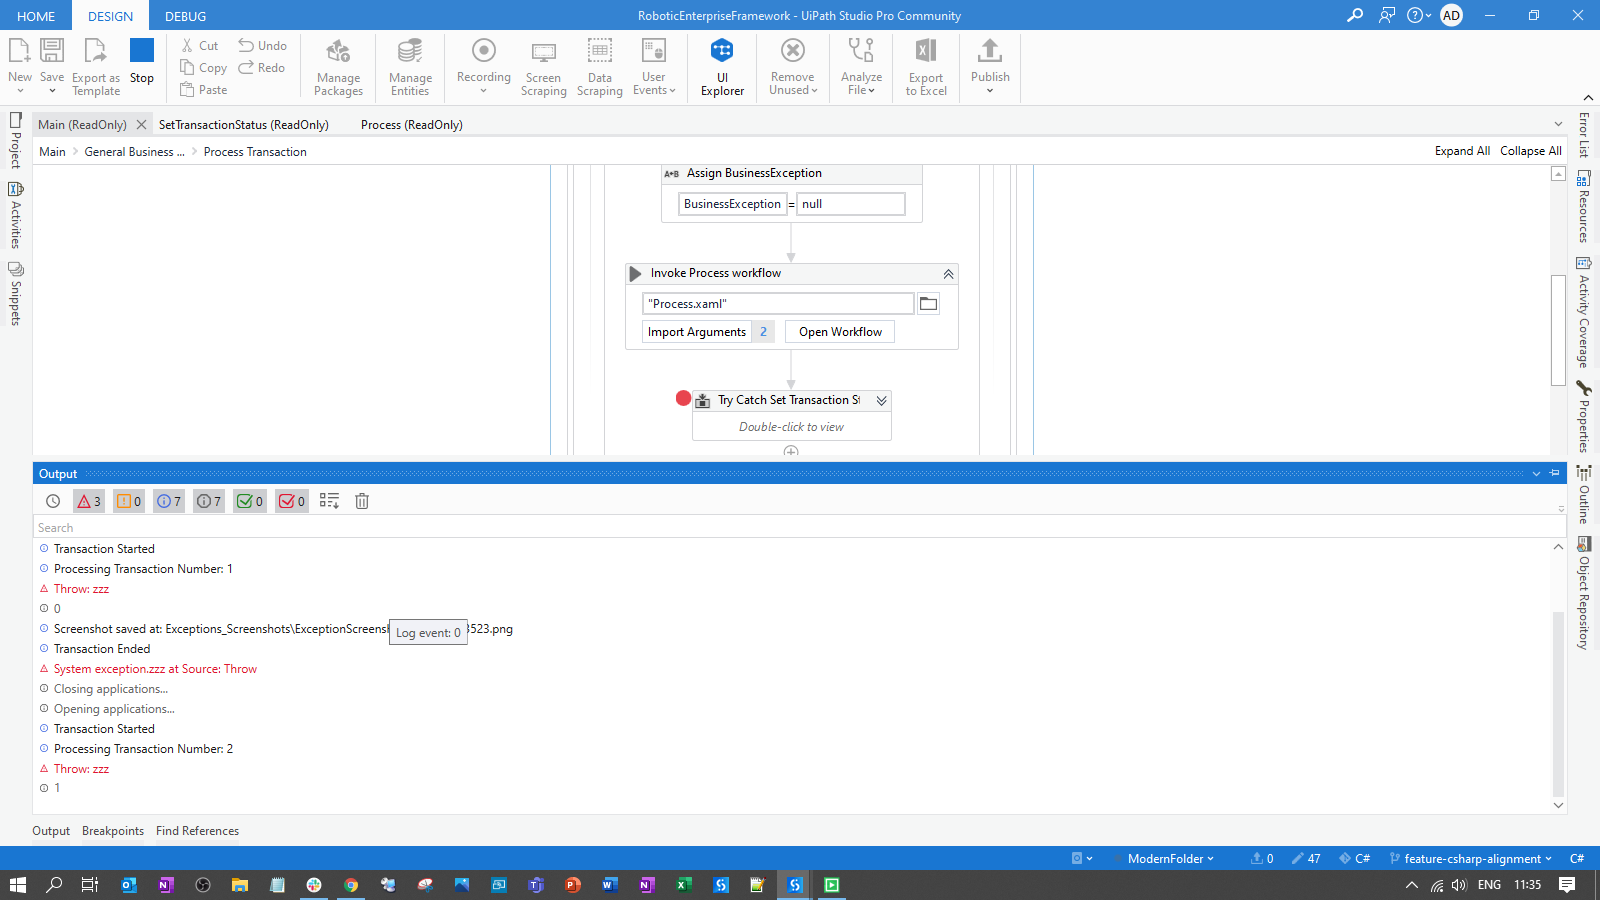 HOME DESIGN DEBUG RoboticEnterpriseFramework - UiPath Studio Pro Community AD
New Save Export as Template Stop Cut Copy Paste Undo Redo Manage Packages Manage Entities Recording Screen Scraping Data Scraping User Events UI Explorer Remove Unused Analyze File Export to Excel Publish
Main (ReadOnly) SetTransactionStatus (ReadOnly) Process (ReadOnly)
Main General Business ... Process Transaction Expand All Collapse All
Project
Activities
Snippets
Assign BusinessException
BusinessException = null
Invoke Process workflow
"Process.xaml"
Import Arguments 2 Open Workflow
Try Catch Set Transaction
Double-click to view
Error List
Resources
Activity Coverage
Properties
Outline
Object Repository
Output
3 0 7 7 0 0
Search
Transaction Started
Processing Transaction Number: 1
Throw: zzz
0
Screenshot saved at: Exceptions_Screenshots\ExceptionScreensh 3523.png
Log event: 0
Transaction Ended
System exception.zzz at Source: Throw
Closing applications...
Opening applications...
Transaction Started
Processing Transaction Number: 2
Throw: zzz
1
Output Breakpoints Find References
ModernFolder 0 47 C# feature-csharp-alignment C#
ENG 11:35